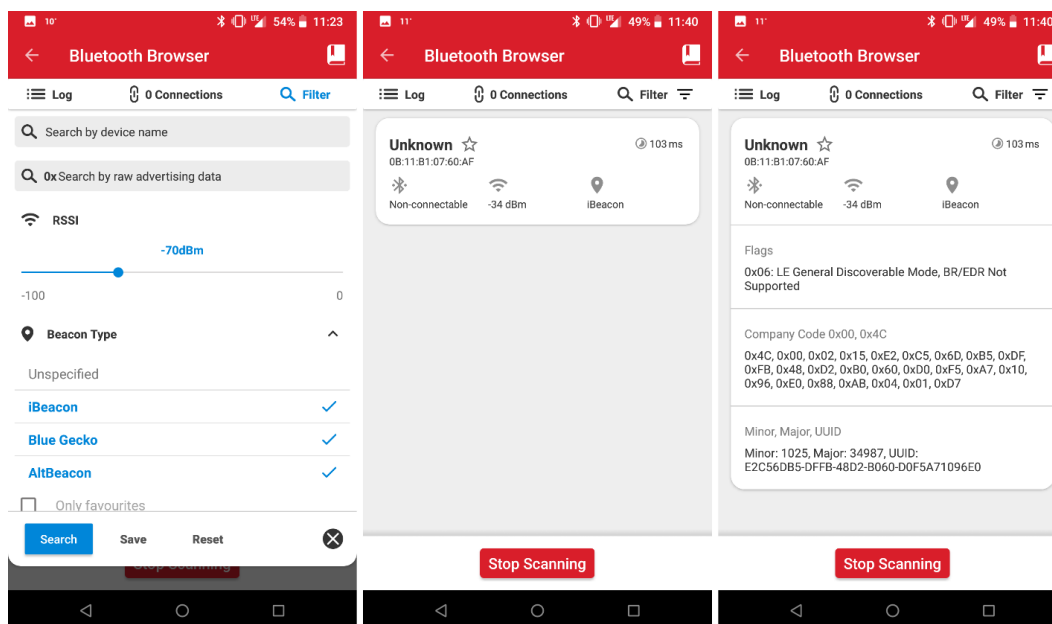 10° LTE 54% 11:23
Bluetooth Browser
Log 0 Connections Filter
Search by device name
0x Search by raw advertising data
RSSI
-70dBm
-100 0
Beacon Type
Unspecified
iBeacon
Blue Gecko
AltBeacon
Only favourites
Search Save Reset
Stop Scanning
11° LTE 49% 11:40
Bluetooth Browser
Log 0 Connections Filter
Unknown 103 ms
0B:11:B1:07:60:AF
Non-connectable -34 dBm iBeacon
Stop Scanning
11° LTE 49% 11:40
Bluetooth Browser
Log 0 Connections Filter
Unknown 103 ms
0B:11:B1:07:60:AF
Non-connectable -34 dBm iBeacon
Flags
0x06: LE General Discoverable Mode, BR/EDR Not
Supported
Company Code 0x00, 0x4C
0x4C, 0x00, 0x02, 0x15, 0xE2, 0xC5, 0x6D, 0xB5, 0xDF,
0xFB, 0x48, 0xD2, 0xB0, 0x60, 0xD0, 0xF5, 0xA7, 0x10,
0x96, 0xE0, 0x88, 0xAB, 0x04, 0x01, 0xD7
Minor, Major, UUID
Minor: 1025, Major: 34987, UUID:
E2C56DB5-DFFB-48D2-B060-D0F5A71096E0
Stop Scanning